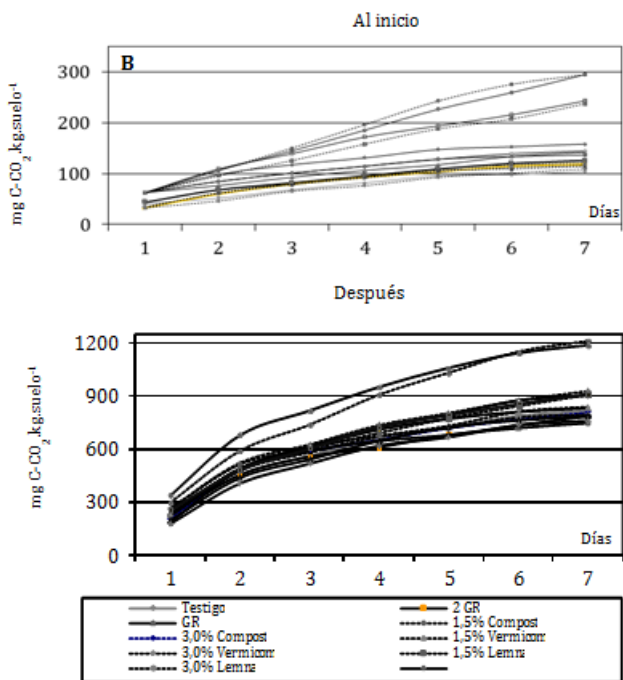 Al inicio
B
mg C-CO2.kg.suelo-1
300
200
100
0
Días
1 2 3 4 5 6 7
Después
mg C-CO2.kg.suelo-1
1200
900
600
300
0
Días
1 2 3 4 5 6 7
Testigo 2 GR
GR 1,5% Compost
3,0% Compost 1,5% Vermicom
3,0% Vermicom 1,5% Lemna
3,0% Lemna